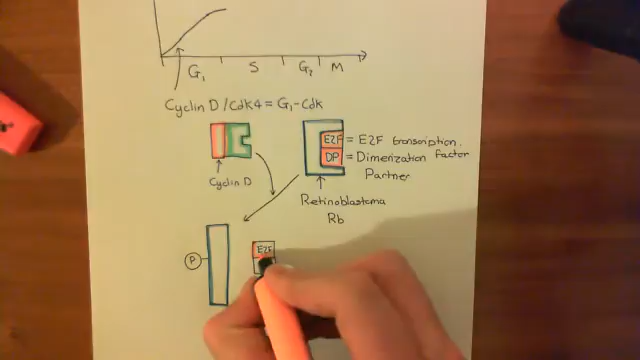 G₁ S G₂ M
Cyclin D/Cdk4 = G₁-Cdk
E2F = E2F transcription
DP = Dimerization Factor
Partner
Cyclin D
Retinoblastoma
Rb
P
E2F